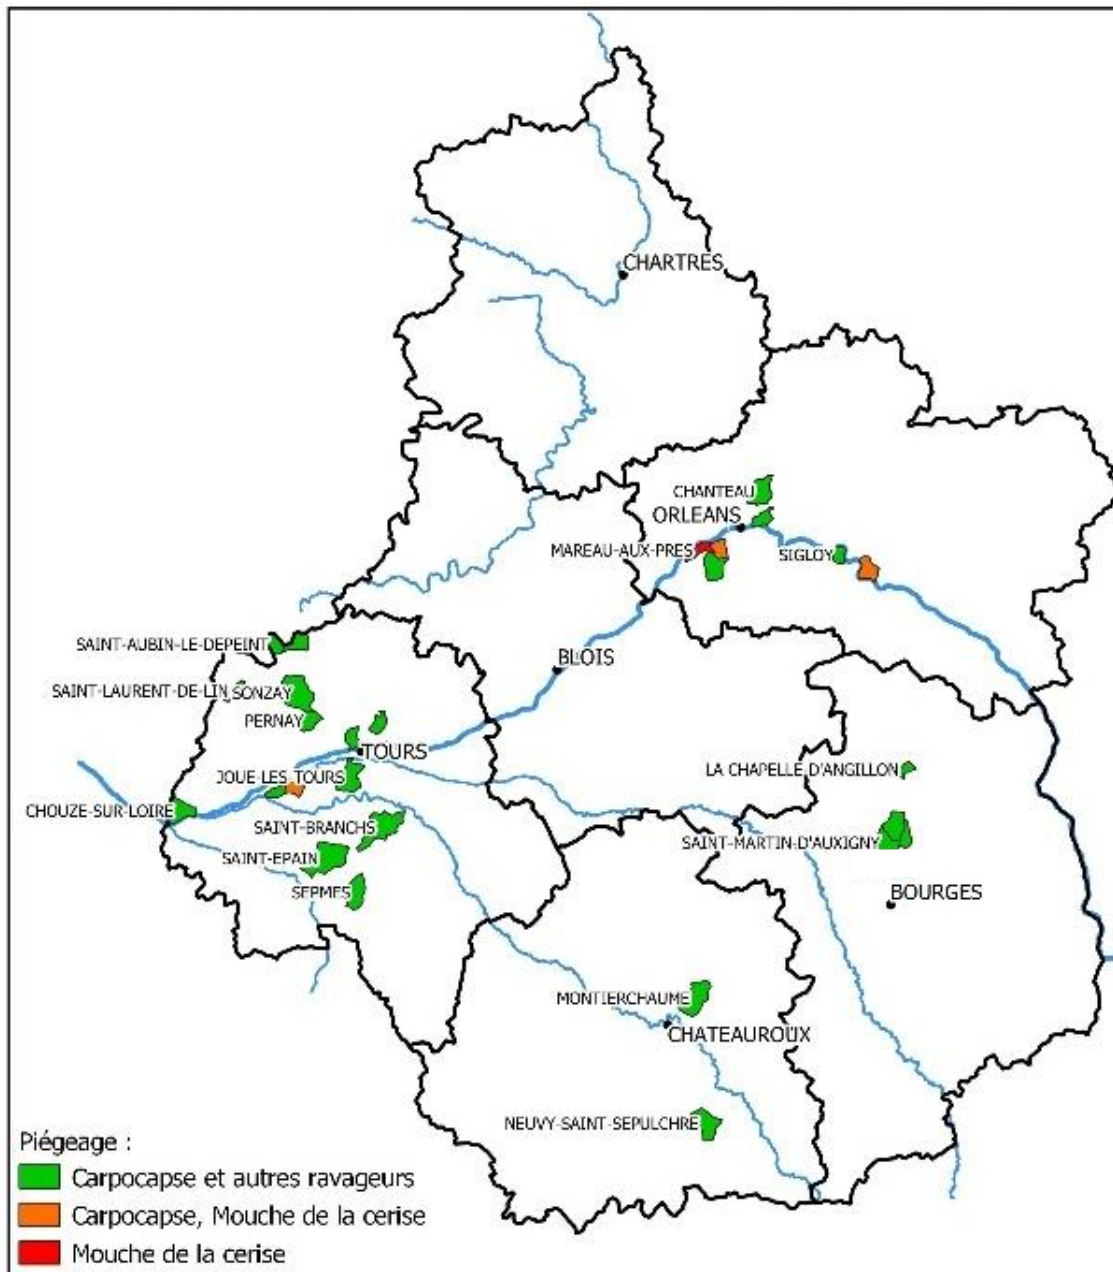 CHARTRES
CHANTEAU
ORLEANS
MAREAU-AUX-PRES
SIGLOY
SAINT-AUBIN-LE-DEPEINT
BLOIS
SAINT-LAURENT-DE-LIN
SONZAY
PERNAY
TOURS
LA CHAPELLE D'ANGILLON
JOUE LES TOURS
CHOUZE-SUR-LOIRE
SAINT-BRANCHS
SAINT-MARTIN-D'AUXIGNY
SAINT-EPAIN
SEPMES
BOURGES
MONTIERCHAUME
CHATEAUROUX
NEUVY-SAINT-SEPULCHRE
Piégeage :
Carpocapse et autres ravageurs
Carpocapse, Mouche de la cerise
Mouche de la cerise